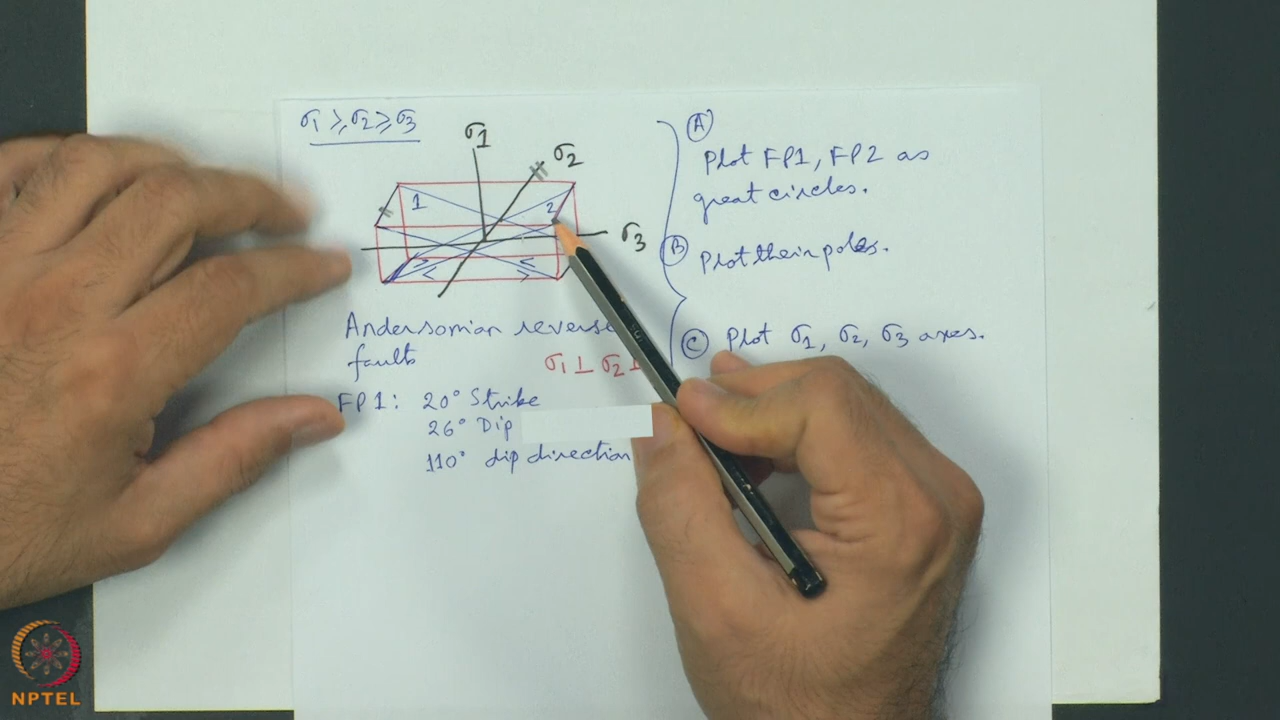 σ1 ≥ σ2 ≥ σ3
σ1
σ2
1
2
σ3
Andersonian reverse
faults
σ1 ⊥ σ2 ⊥
FP1: 20° Strike
26° Dip
110° dip direction
A
Plot FP1, FP2 as
great circles.
B Plot their poles.
C Plot σ1, σ2, σ3 axes.
NPTEL